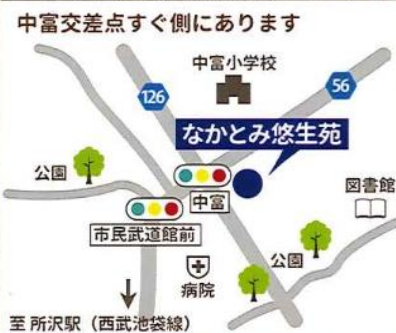 中富交差点すぐ側にあります
中富小学校
126
56
なかとみ悠生苑
公園
中富
図書館
市民武道館前
病院
公園
至 所沢駅（西武池袋線）